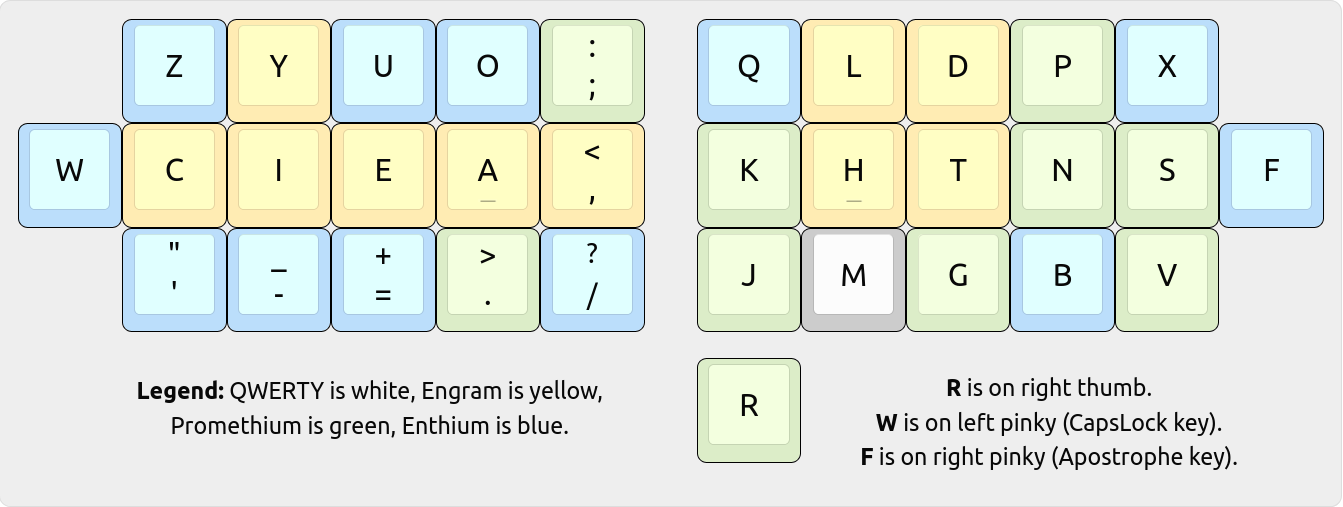 Z Y U O : Q L D P X
;
W C I E A < K H T N S F
_ , _
" _ + > ? J M G B V
' - = . /
R
Legend: QWERTY is white, Engram is yellow,
Promethium is green, Enthium is blue.
R is on right thumb.
W is on left pinky (CapsLock key).
F is on right pinky (Apostrophe key).